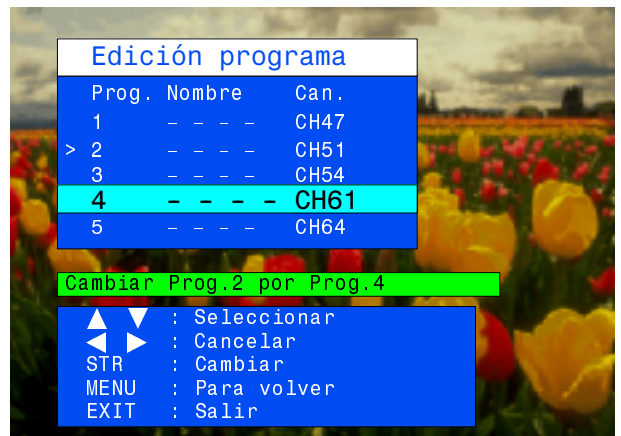 Edición programa
Prog. Nombre Can.
1 – – – – CH47
> 2 – – – – CH51
3 – – – – CH54
4 – – – – CH61
5 – – – – CH64
Cambiar Prog.2 por Prog.4
▲ ▼ : Seleccionar
◀ ▶ : Cancelar
STR : Cambiar
MENU : Para volver
EXIT : Salir